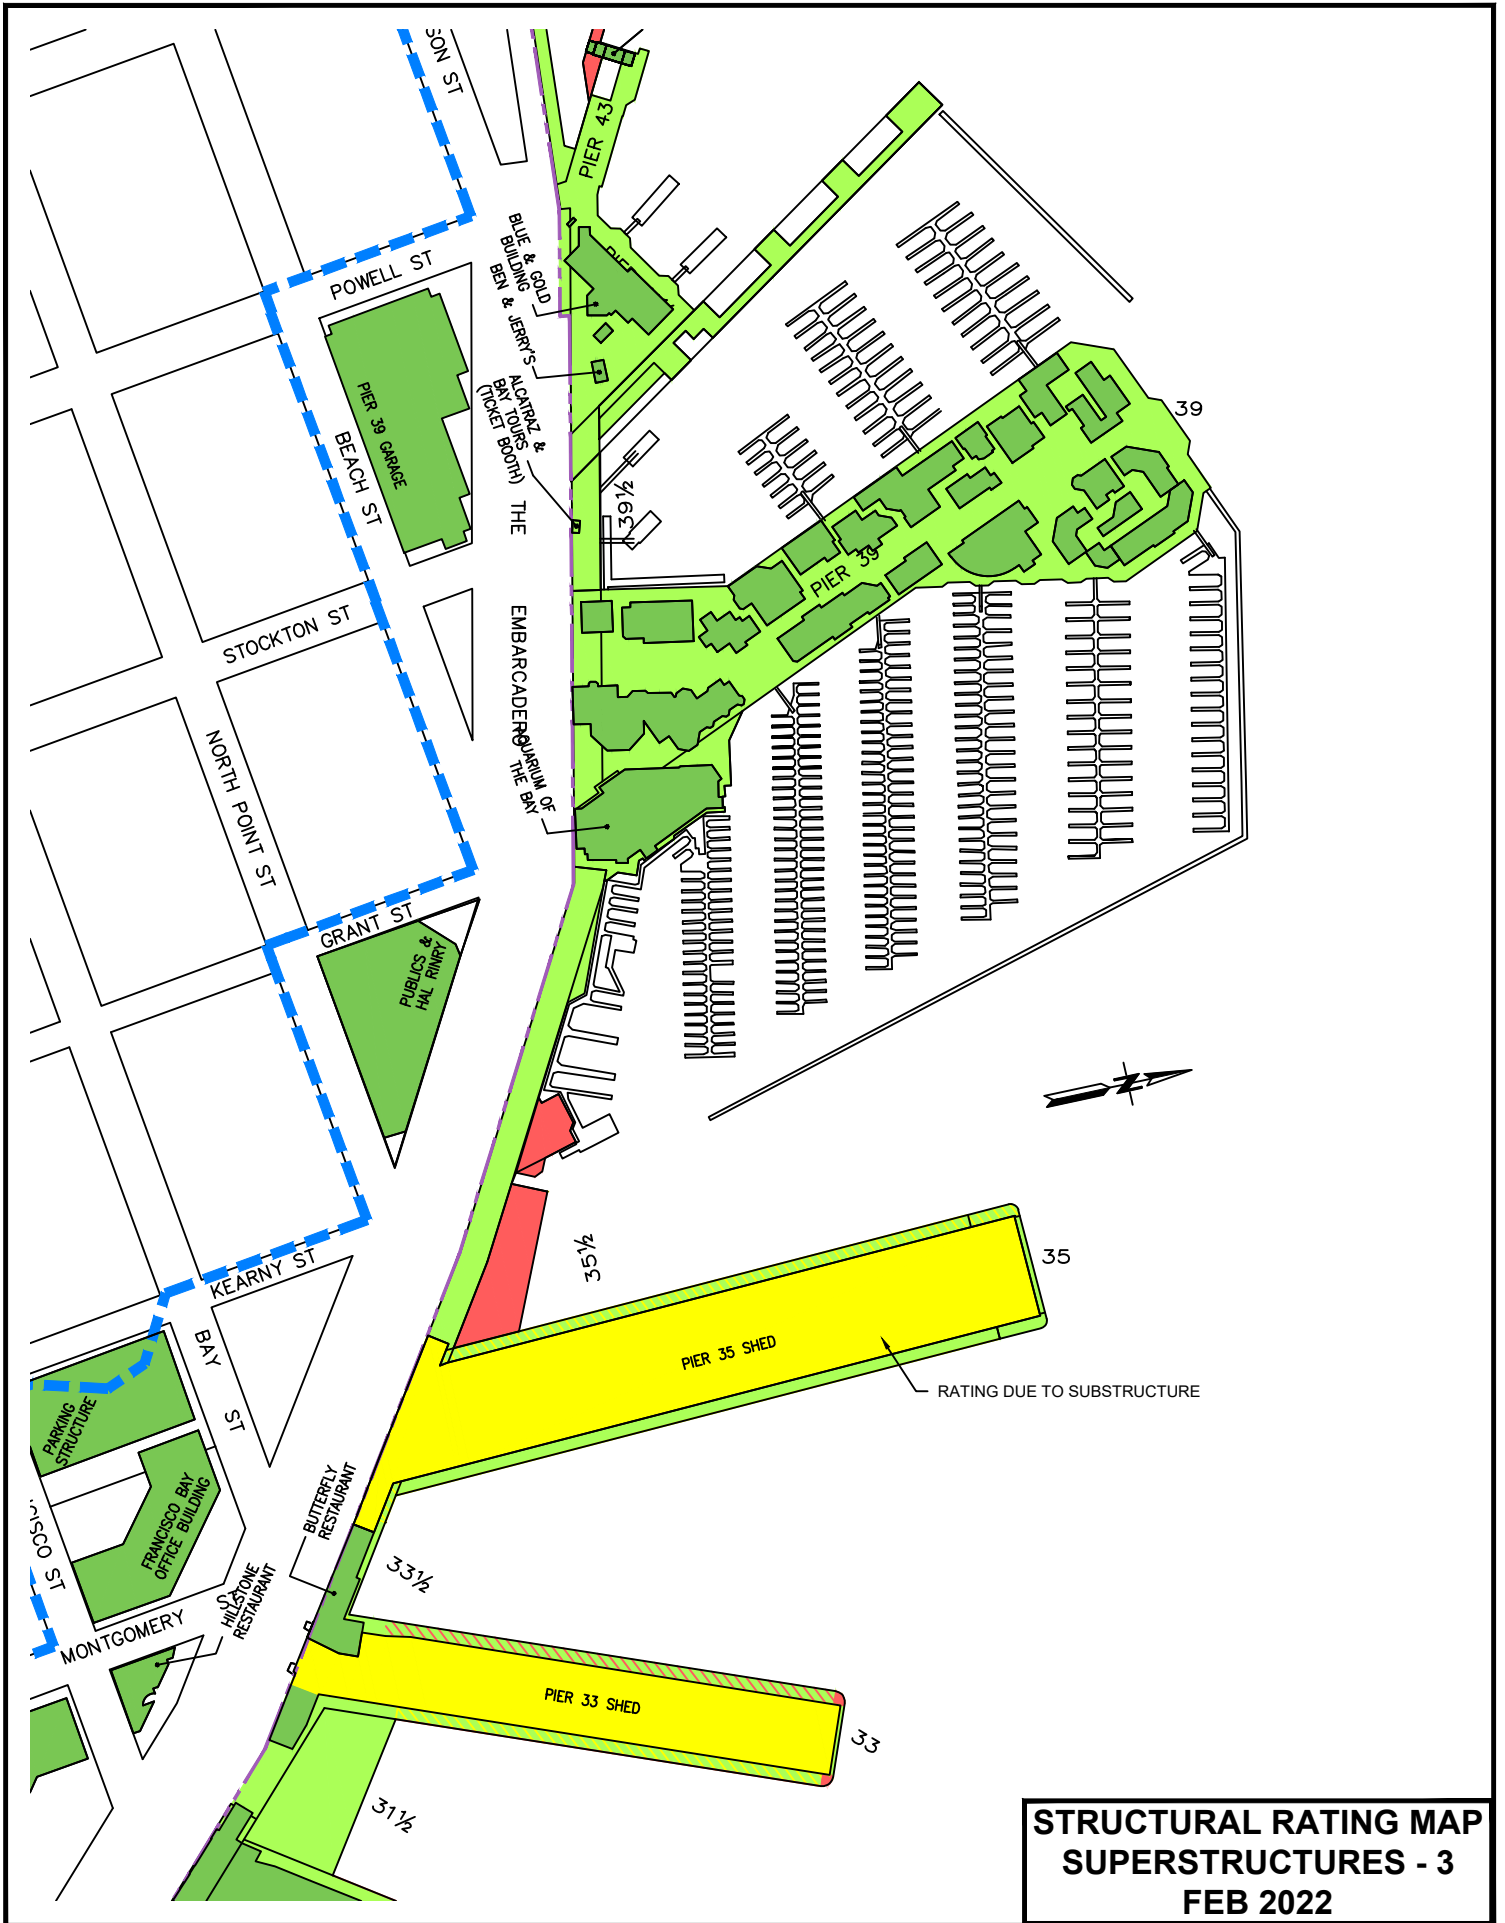 SON ST
PIER 43
BLUE & GOLD
BUILDING
BEN & JERRY'S
POWELL ST
ALCATRAZ &
BAY TOURS
(TICKET BOOTH)
PIER 39 GARAGE
BEACH ST
THE
EMBARCADERO
39½
39
PIER 39
STOCKTON ST
NORTH POINT ST
AQUARIUM OF
THE BAY
GRANT ST
PUBLICS &
HAL RINRY
N
KEARNY ST
35½
35
PIER 35 SHED
RATING DUE TO SUBSTRUCTURE
BAY ST
PARKING
STRUCTURE
FRANCISCO BAY
OFFICE BUILDING
BUTTERFLY
RESTAURANT
CISCO ST
33½
HILLSTONE
RESTAURANT
MONTGOMERY ST
PIER 33 SHED
33
31½
STRUCTURAL RATING MAP
SUPERSTRUCTURES - 3
FEB 2022